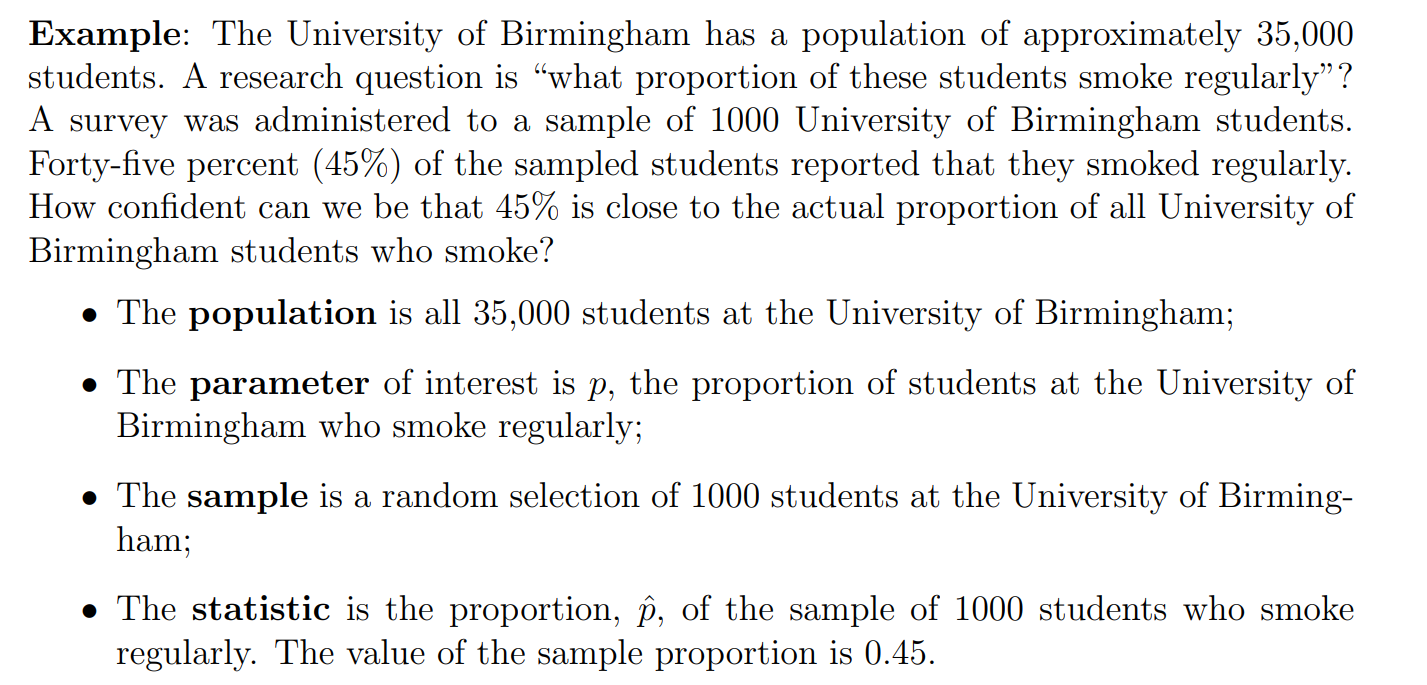 Example: The University of Birmingham has a population of approximately 35,000
students. A research question is “what proportion of these students smoke regularly”?
A survey was administered to a sample of 1000 University of Birmingham students.
Forty-five percent (45%) of the sampled students reported that they smoked regularly.
How confident can we be that 45% is close to the actual proportion of all University of
Birmingham students who smoke?
• The population is all 35,000 students at the University of Birmingham;
• The parameter of interest is p, the proportion of students at the University of
Birmingham who smoke regularly;
• The sample is a random selection of 1000 students at the University of Birming-
ham;
• The statistic is the proportion, p̂, of the sample of 1000 students who smoke
regularly. The value of the sample proportion is 0.45.